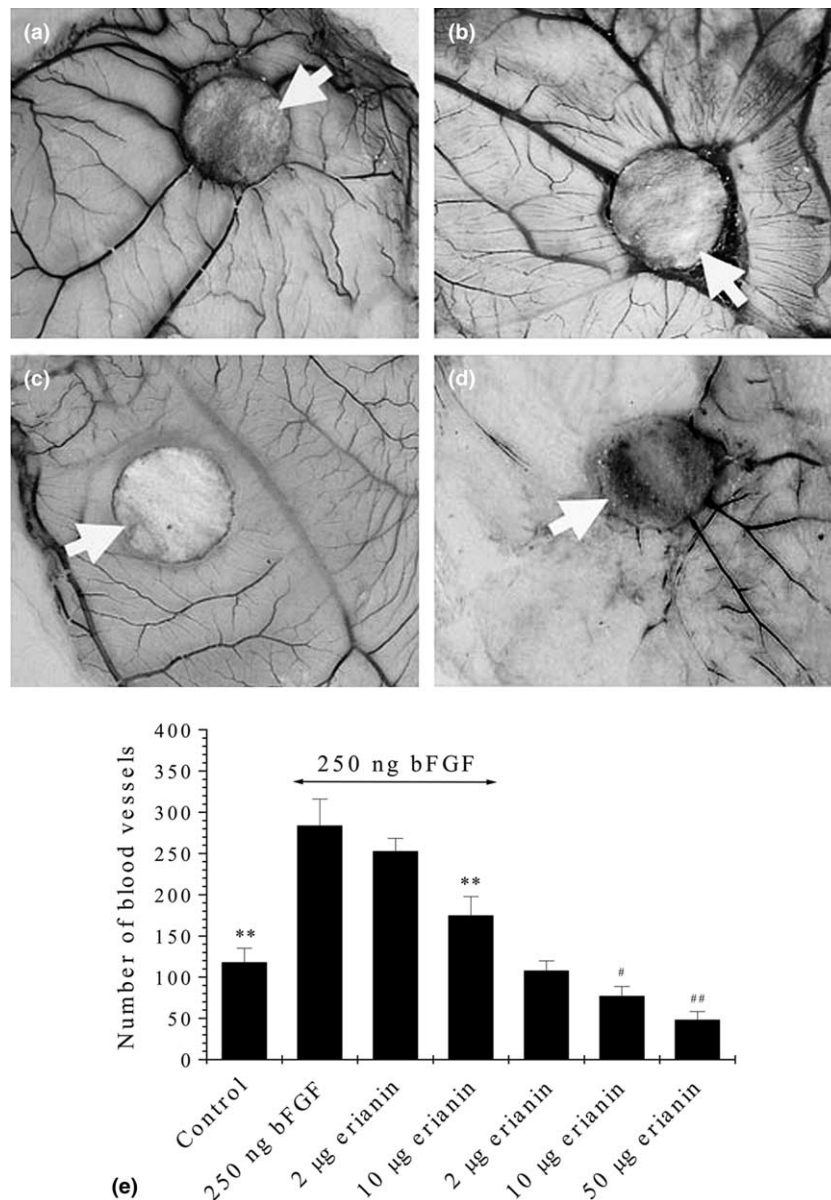 (a)
(b)
(c)
(d)
400
350
300
250
200
150
100
50
0
Number of blood vessels
250 ng bFGF
**
**
#
##
Control
250 ng bFGF
2 µg erianin
10 µg erianin
2 µg erianin
10 µg erianin
50 µg erianin
(e)